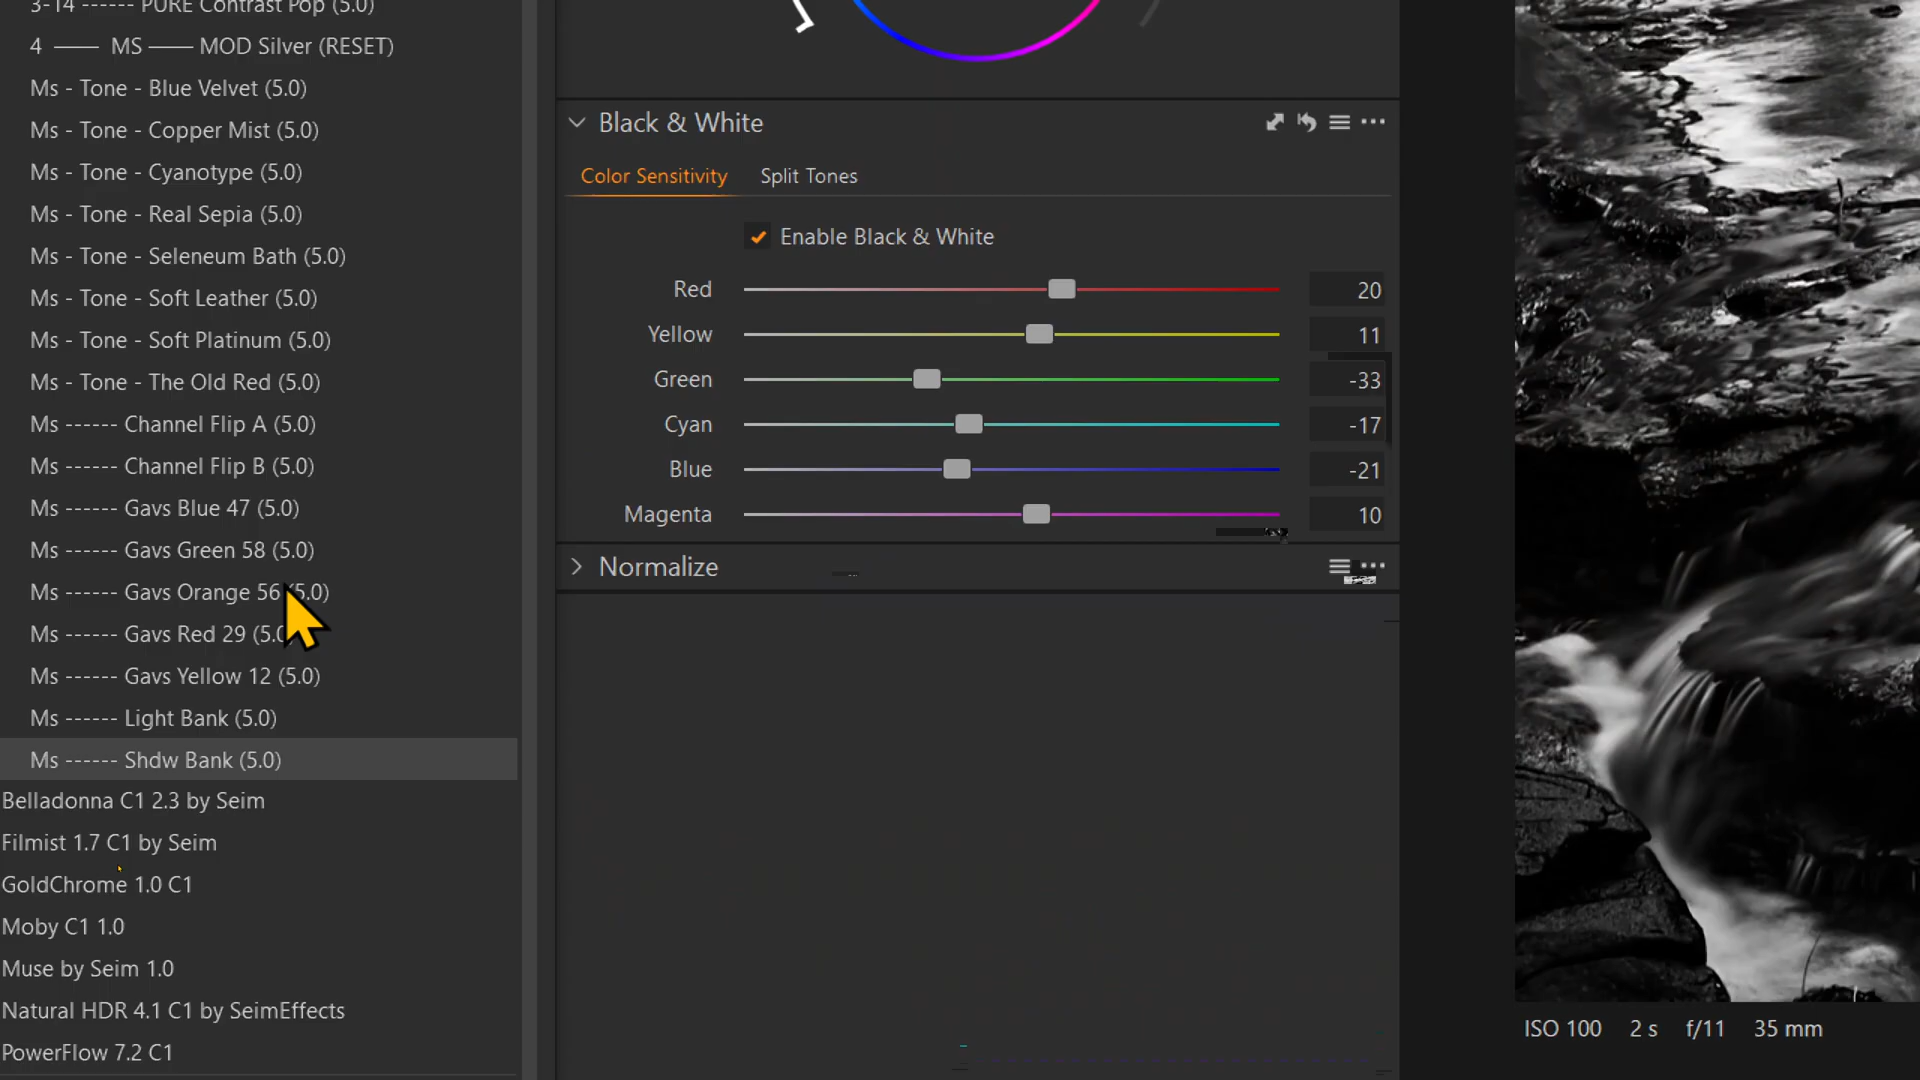 3-14 ------ PURE Contrast Pop (5.0)
4 —— MS —— MOD Silver (RESET)
Ms - Tone - Blue Velvet (5.0)
Ms - Tone - Copper Mist (5.0)
Ms - Tone - Cyanotype (5.0)
Ms - Tone - Real Sepia (5.0)
Ms - Tone - Seleneum Bath (5.0)
Ms - Tone - Soft Leather (5.0)
Ms - Tone - Soft Platinum (5.0)
Ms - Tone - The Old Red (5.0)
Ms ------ Channel Flip A (5.0)
Ms ------ Channel Flip B (5.0)
Ms ------ Gavs Blue 47 (5.0)
Ms ------ Gavs Green 58 (5.0)
Ms ------ Gavs Orange 56 (5.0)
Ms ------ Gavs Red 29 (5.0
Ms ------ Gavs Yellow 12 (5.0)
Ms ------ Light Bank (5.0)
Ms ------ Shdw Bank (5.0)
Belladonna C1 2.3 by Seim
Filmist 1.7 C1 by Seim
GoldChrome 1.0 C1
Moby C1 1.0
Muse by Seim 1.0
Natural HDR 4.1 C1 by SeimEffects
PowerFlow 7.2 C1
Black & White
Color Sensitivity Split Tones
Enable Black & White
Red 20
Yellow 11
Green -33
Cyan -17
Blue -21
Magenta 10
Normalize
ISO 100 2 s f/11 35 mm